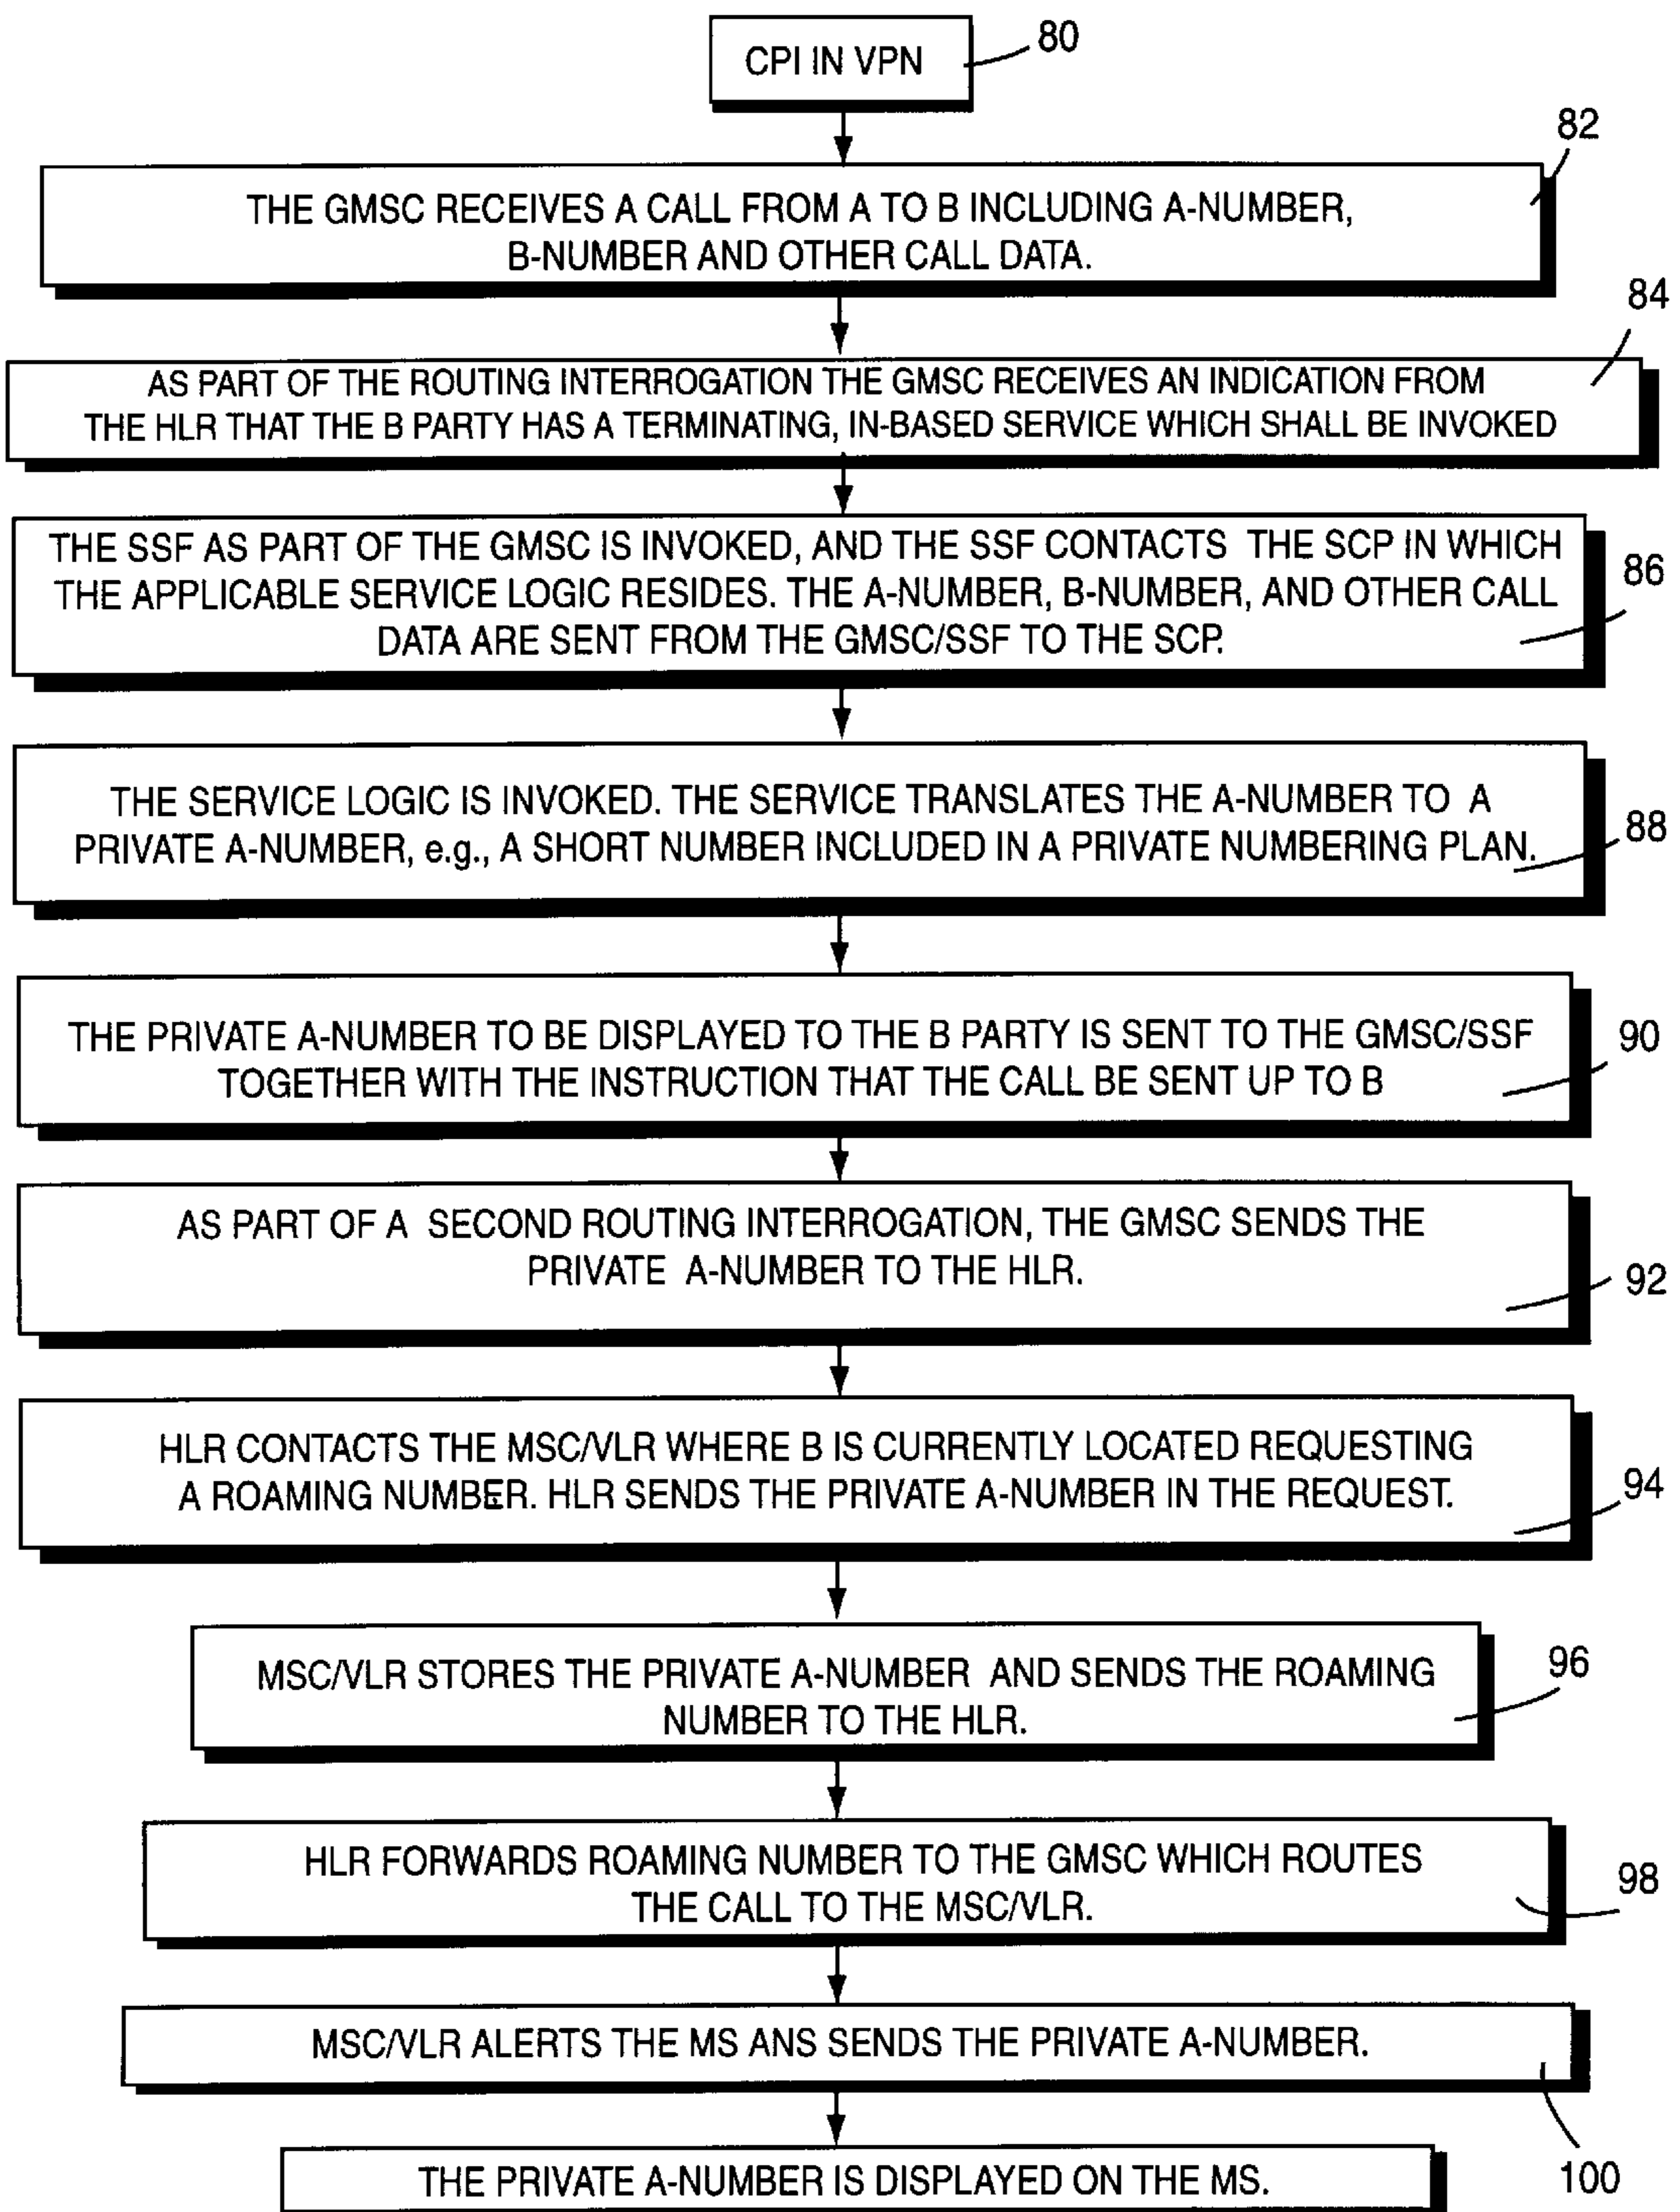 CPI IN VPN
80
82
THE GMSC RECEIVES A CALL FROM A TO B INCLUDING A-NUMBER,
B-NUMBER AND OTHER CALL DATA.
84
AS PART OF THE ROUTING INTERROGATION THE GMSC RECEIVES AN INDICATION FROM
THE HLR THAT THE B PARTY HAS A TERMINATING, IN-BASED SERVICE WHICH SHALL BE INVOKED
THE SSF AS PART OF THE GMSC IS INVOKED, AND THE SSF CONTACTS THE SCP IN WHICH
THE APPLICABLE SERVICE LOGIC RESIDES. THE A-NUMBER, B-NUMBER, AND OTHER CALL
DATA ARE SENT FROM THE GMSC/SSF TO THE SCP.
86
THE SERVICE LOGIC IS INVOKED. THE SERVICE TRANSLATES THE A-NUMBER TO A
PRIVATE A-NUMBER, e.g., A SHORT NUMBER INCLUDED IN A PRIVATE NUMBERING PLAN.
88
THE PRIVATE A-NUMBER TO BE DISPLAYED TO THE B PARTY IS SENT TO THE GMSC/SSF
TOGETHER WITH THE INSTRUCTION THAT THE CALL BE SENT UP TO B
90
AS PART OF A SECOND ROUTING INTERROGATION, THE GMSC SENDS THE
PRIVATE A-NUMBER TO THE HLR.
92
HLR CONTACTS THE MSC/VLR WHERE B IS CURRENTLY LOCATED REQUESTING
A ROAMING NUMBER. HLR SENDS THE PRIVATE A-NUMBER IN THE REQUEST.
94
MSC/VLR STORES THE PRIVATE A-NUMBER AND SENDS THE ROAMING
NUMBER TO THE HLR.
96
HLR FORWARDS ROAMING NUMBER TO THE GMSC WHICH ROUTES
THE CALL TO THE MSC/VLR.
98
MSC/VLR ALERTS THE MS ANS SENDS THE PRIVATE A-NUMBER.
100
THE PRIVATE A-NUMBER IS DISPLAYED ON THE MS.